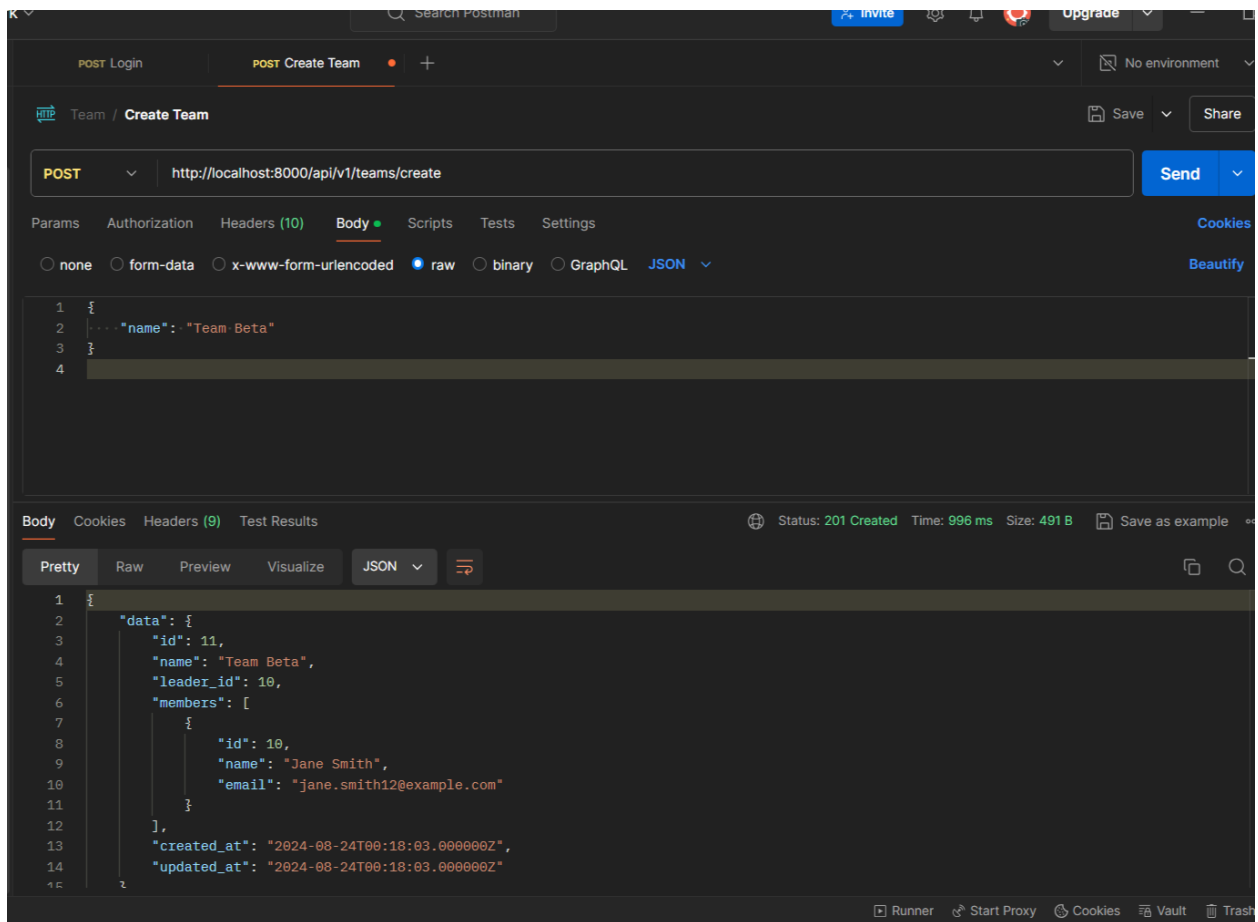 K Search Postman Invite Upgrade
POST Login POST Create Team No environment
HTTP Team / Create Team Save Share
POST http://localhost:8000/api/v1/teams/create Send
Params Authorization Headers (10) Body Scripts Tests Settings Cookies
none form-data x-www-form-urlencoded raw binary GraphQL JSON Beautify
1 {
2 "name": "Team Beta"
3 }
4
Body Cookies Headers (9) Test Results Status: 201 Created Time: 996 ms Size: 491 B Save as example
Pretty Raw Preview Visualize JSON
1 {
2 "data": {
3 "id": 11,
4 "name": "Team Beta",
5 "leader_id": 10,
6 "members": [
7 {
8 "id": 10,
9 "name": "Jane Smith",
10 "email": "jane.smith12@example.com"
11 }
12 ],
13 "created_at": "2024-08-24T00:18:03.000000Z",
14 "updated_at": "2024-08-24T00:18:03.000000Z"
15 }
Runner Start Proxy Cookies Vault Trash